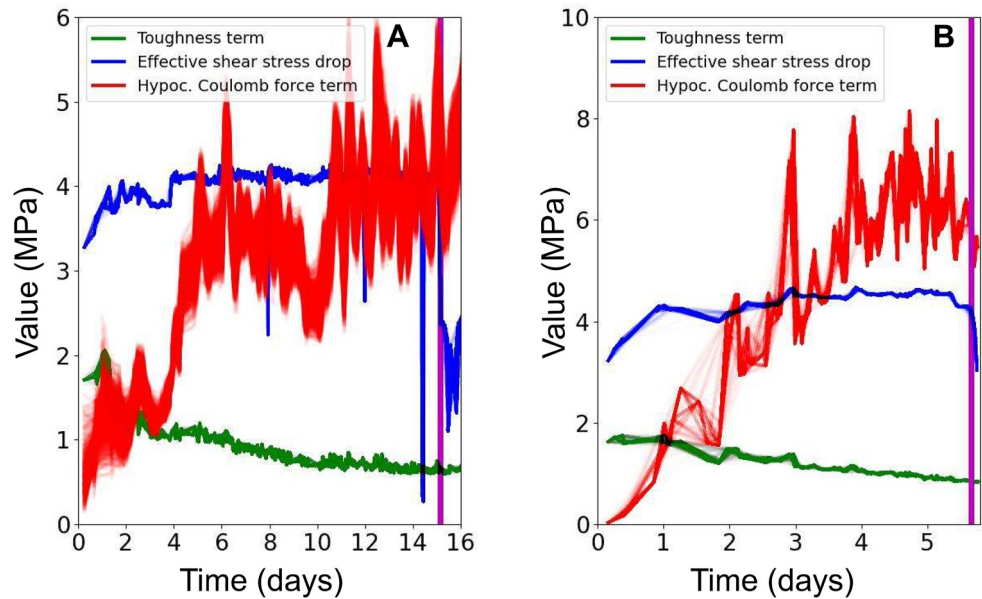 A
Toughness term
Effective shear stress drop
Hypoc. Coulomb force term
6
5
4
3
2
1
0
Value (MPa)
0 2 4 6 8 10 12 14 16
Time (days)
B
Toughness term
Effective shear stress drop
Hypoc. Coulomb force term
10
8
6
4
2
0
Value (MPa)
0 1 2 3 4 5
Time (days)